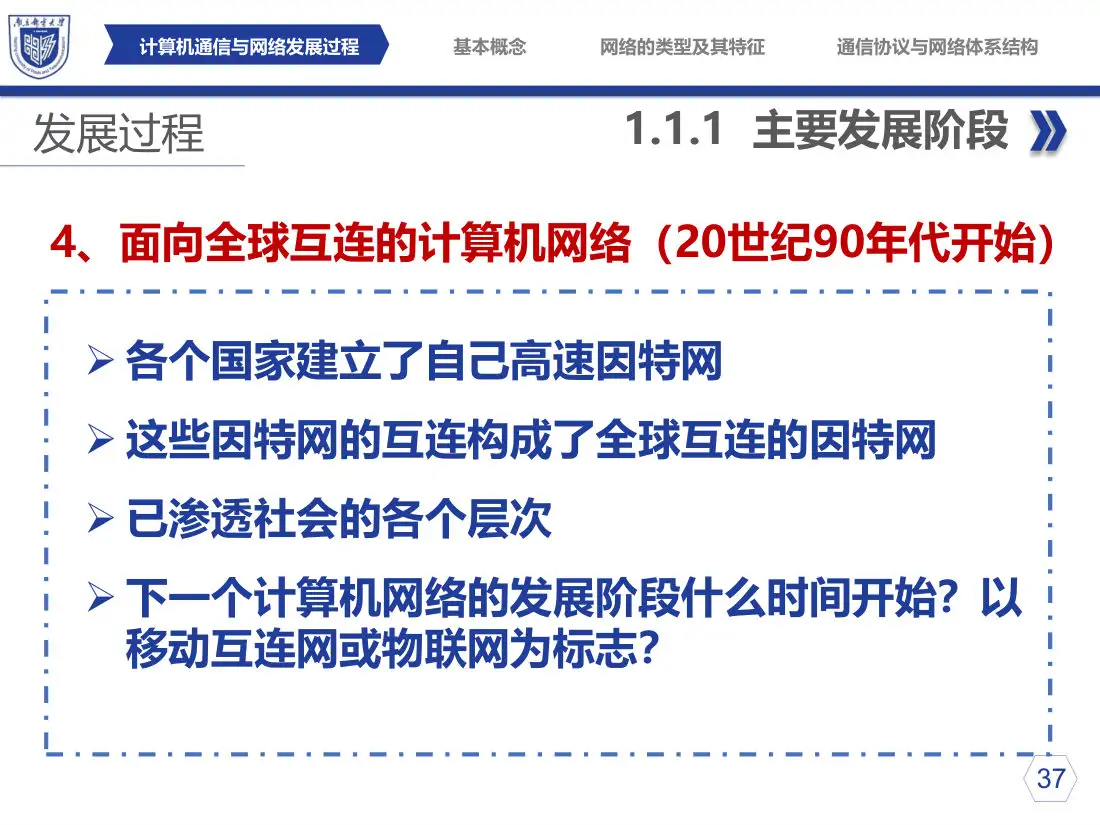 南京邮电大学
计算机通信与网络发展过程
基本概念
网络的类型及其特征
通信协议与网络体系结构
发展过程
1.1.1 主要发展阶段
4、面向全球互连的计算机网络（20世纪90年代开始）
各个国家建立了自己高速因特网
这些因特网的互连构成了全球互连的因特网
已渗透社会的各个层次
下一个计算机网络的发展阶段什么时间开始？以
移动互连网或物联网为标志？
37